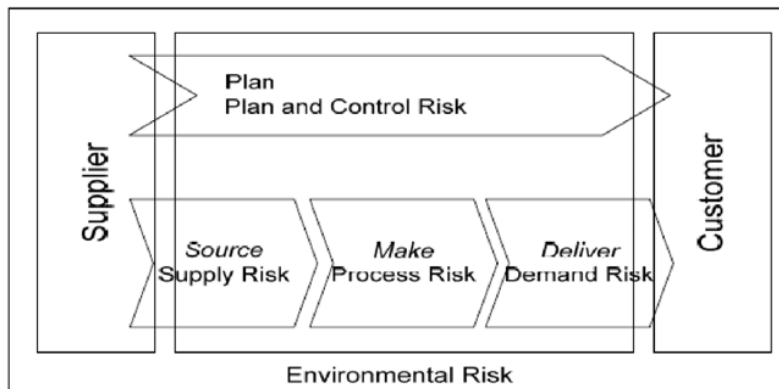 Plan
Plan and Control Risk
Supplier
Customer
Source
Supply Risk
Make
Process Risk
Deliver
Demand Risk
Environmental Risk